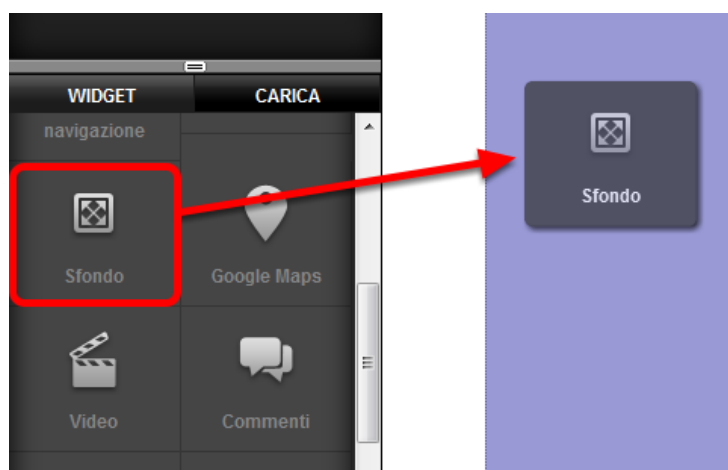 WIDGET CARICA
navigazione
Sfondo Google Maps
Video Commenti
Sfondo